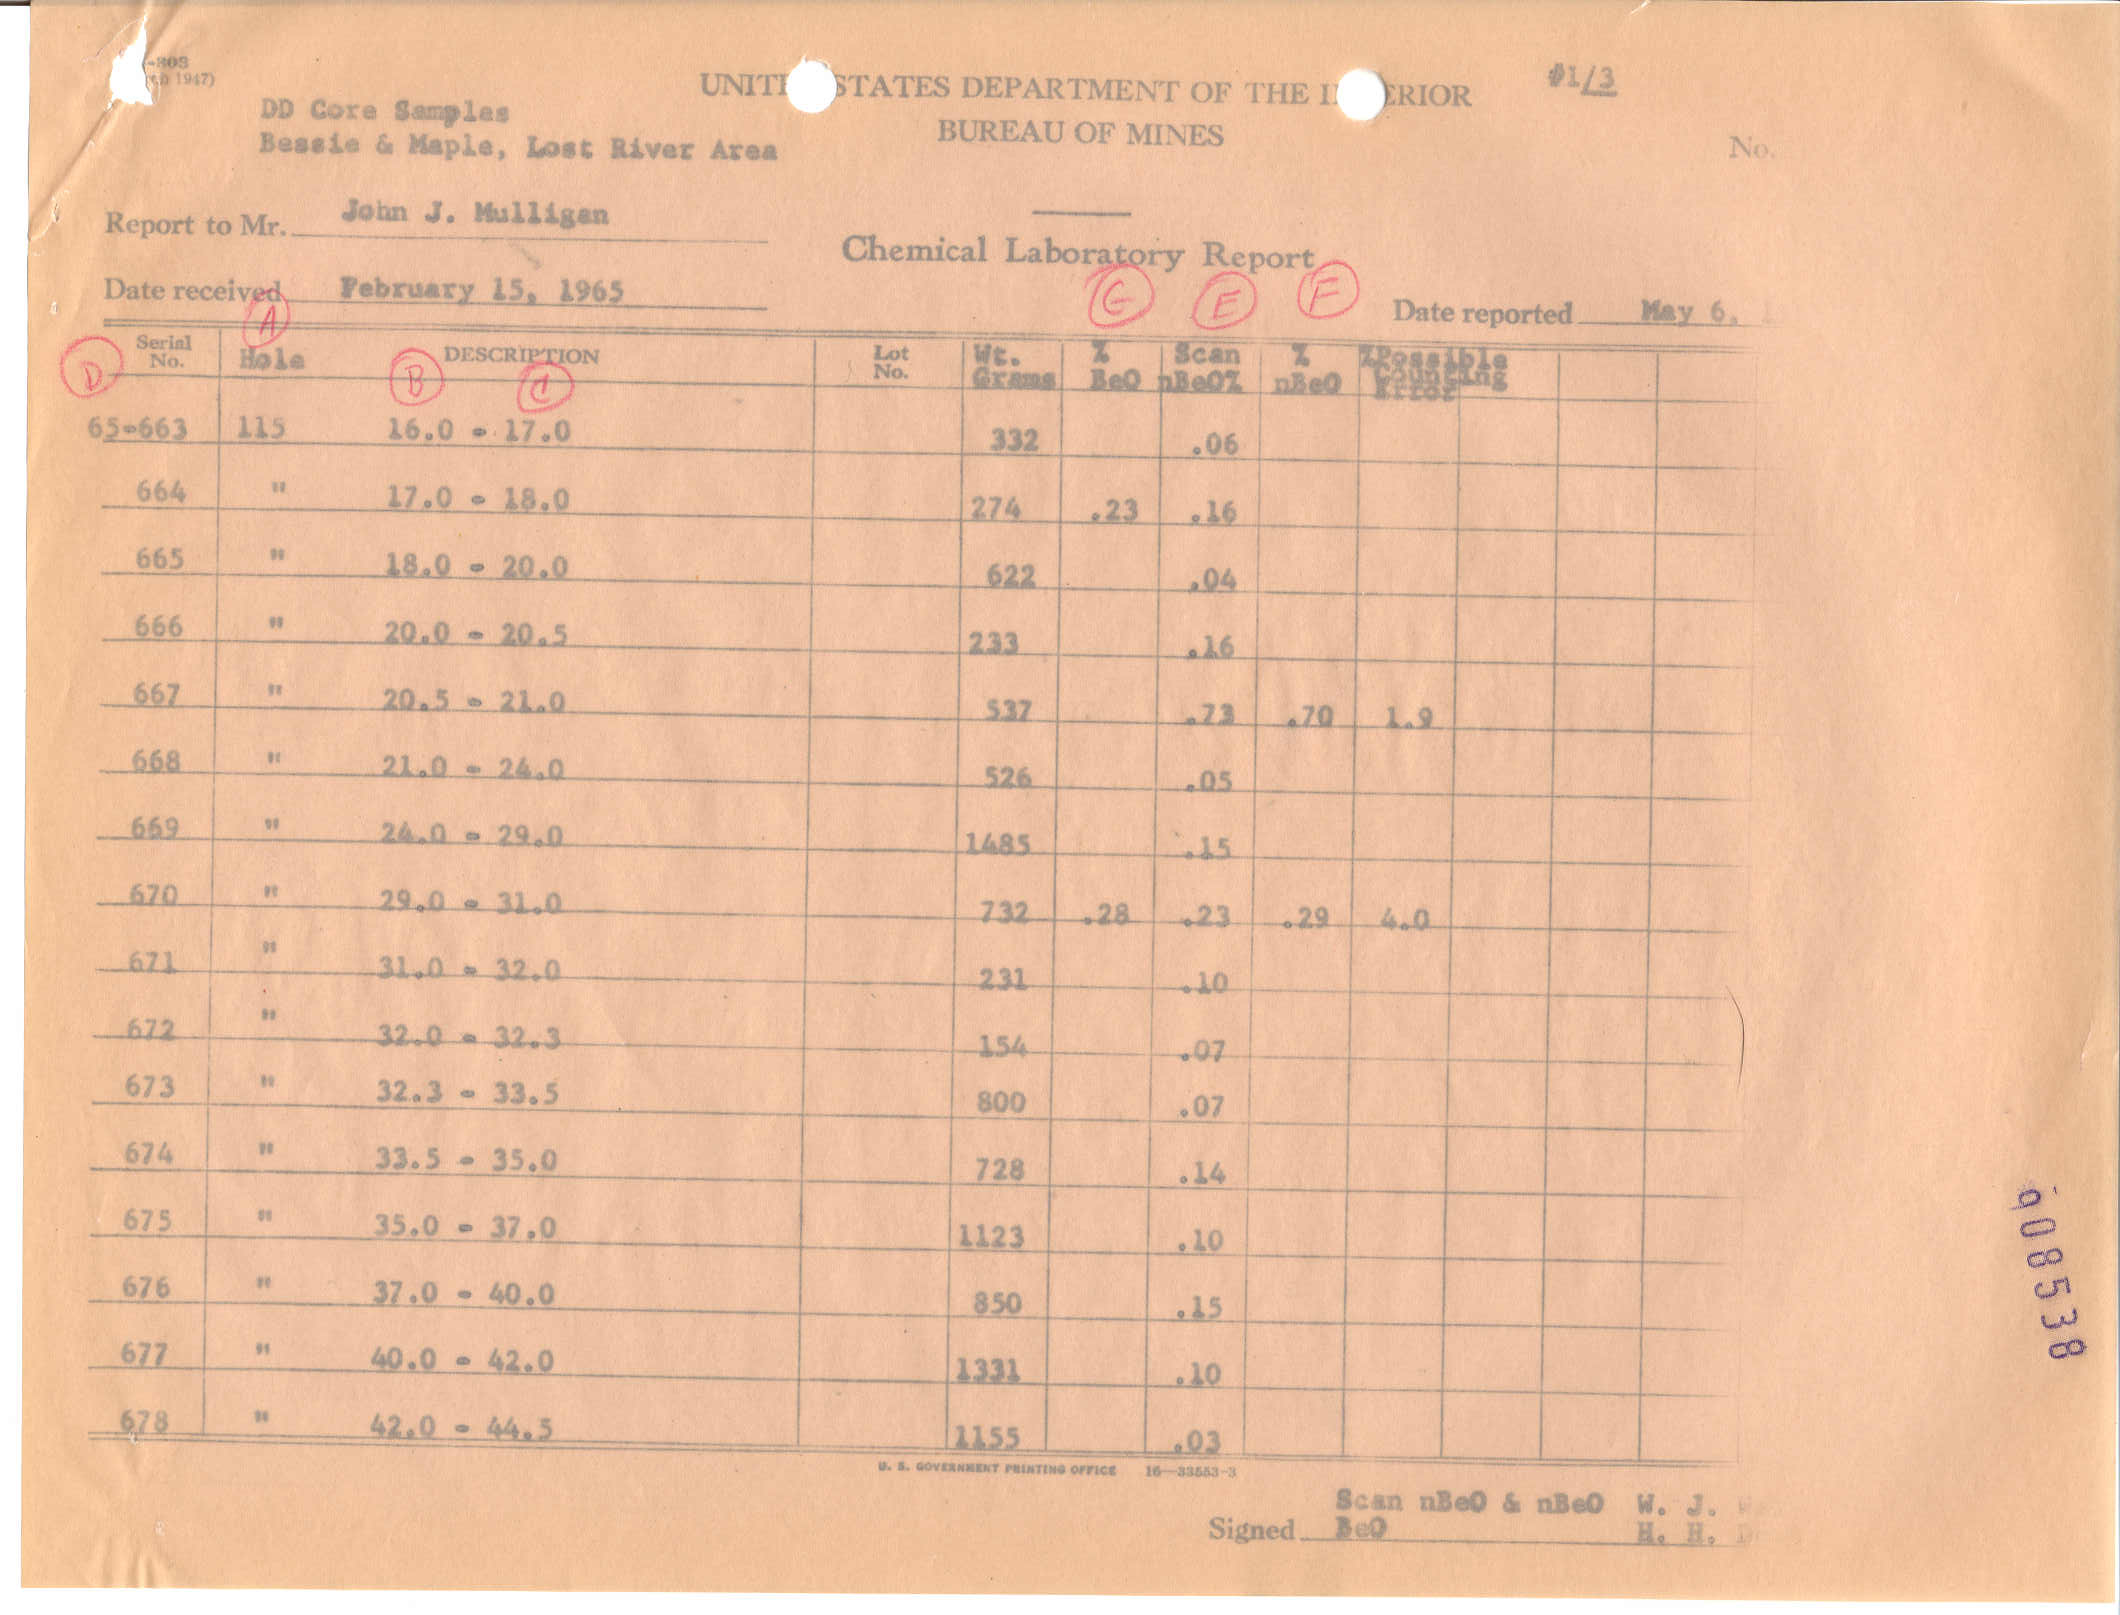 -808
1947)
DD Core Samples
Bessie & Maple, Lost River Area
STATES DEPARTMENT OF THE
BUREAU OF MINES
#1/3
No.
Report to Mr. John J. Mulligan
Chemical Laboratory Report
Date received February 15, 1965
Date reported May 6,
A G E F
D B C
Serial No. Hole DESCRIPTION Lot No. Wt. Grams % BeO Scan nBeO% % nBeO %Possible Counting Error
65-663 115 16.0 - 17.0 332 .06
664 " 17.0 - 18.0 274 .23 .16
665 " 18.0 - 20.0 622 .04
666 " 20.0 - 20.5 233 .16
667 " 20.5 - 21.0 537 .73 .70 1.9
668 " 21.0 - 24.0 526 .05
669 " 24.0 - 29.0 1485 .15
670 " 29.0 - 31.0 732 .28 .23 .29 4.0
671 " 31.0 - 32.0 231 .10
672 " 32.0 - 32.3 154 .07
673 " 32.3 - 33.5 800 .07
674 " 33.5 - 35.0 728 .14
675 " 35.0 - 37.0 1123 .10
676 " 37.0 - 40.0 850 .15
677 " 40.0 - 42.0 1331 .10
678 " 42.0 - 44.5 1155 .03
U. S. GOVERNMENT PRINTING OFFICE 16—33553-3
Scan nBeO & nBeO W. J.
Signed BeO H. H.
008538